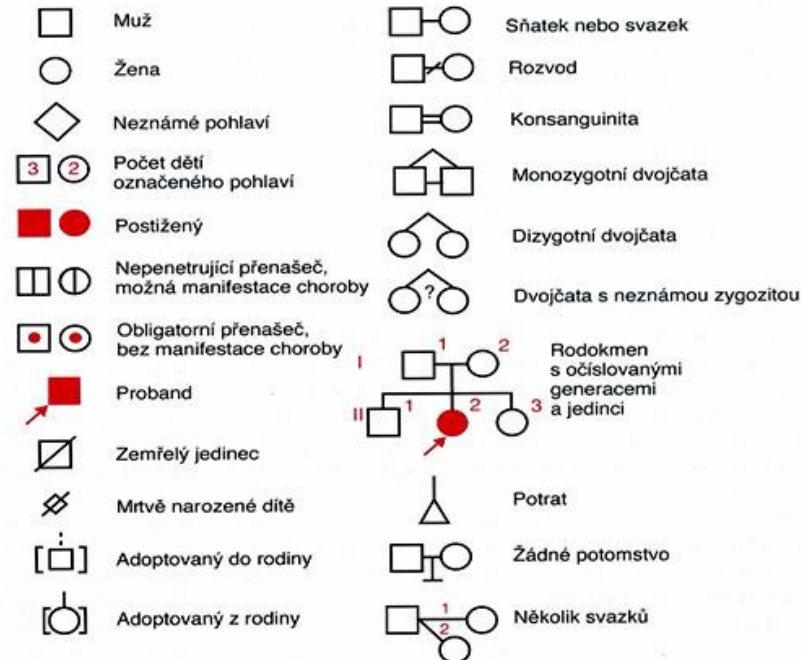 Muž
Žena
Neznámé pohlaví
3 2 Počet dětí
označeného pohlaví
Postižený
Nepenetrující přenašeč,
možná manifestace choroby
Obligatorní přenašeč,
bez manifestace choroby
Proband
Zemřelý jedinec
Mrtvě narozené dítě
[ ] Adoptovaný do rodiny
[ ] Adoptovaný z rodiny
Sňatek nebo svazek
Rozvod
Konsanguinita
Monozygotní dvojčata
Dizygotní dvojčata
? Dvojčata s neznámou zygozitou
I 1 2
II 1 2 3
Rodokmen
s očíslovanými
generacemi
a jedinci
Potrat
Žádné potomstvo
1
2
Několik svazků